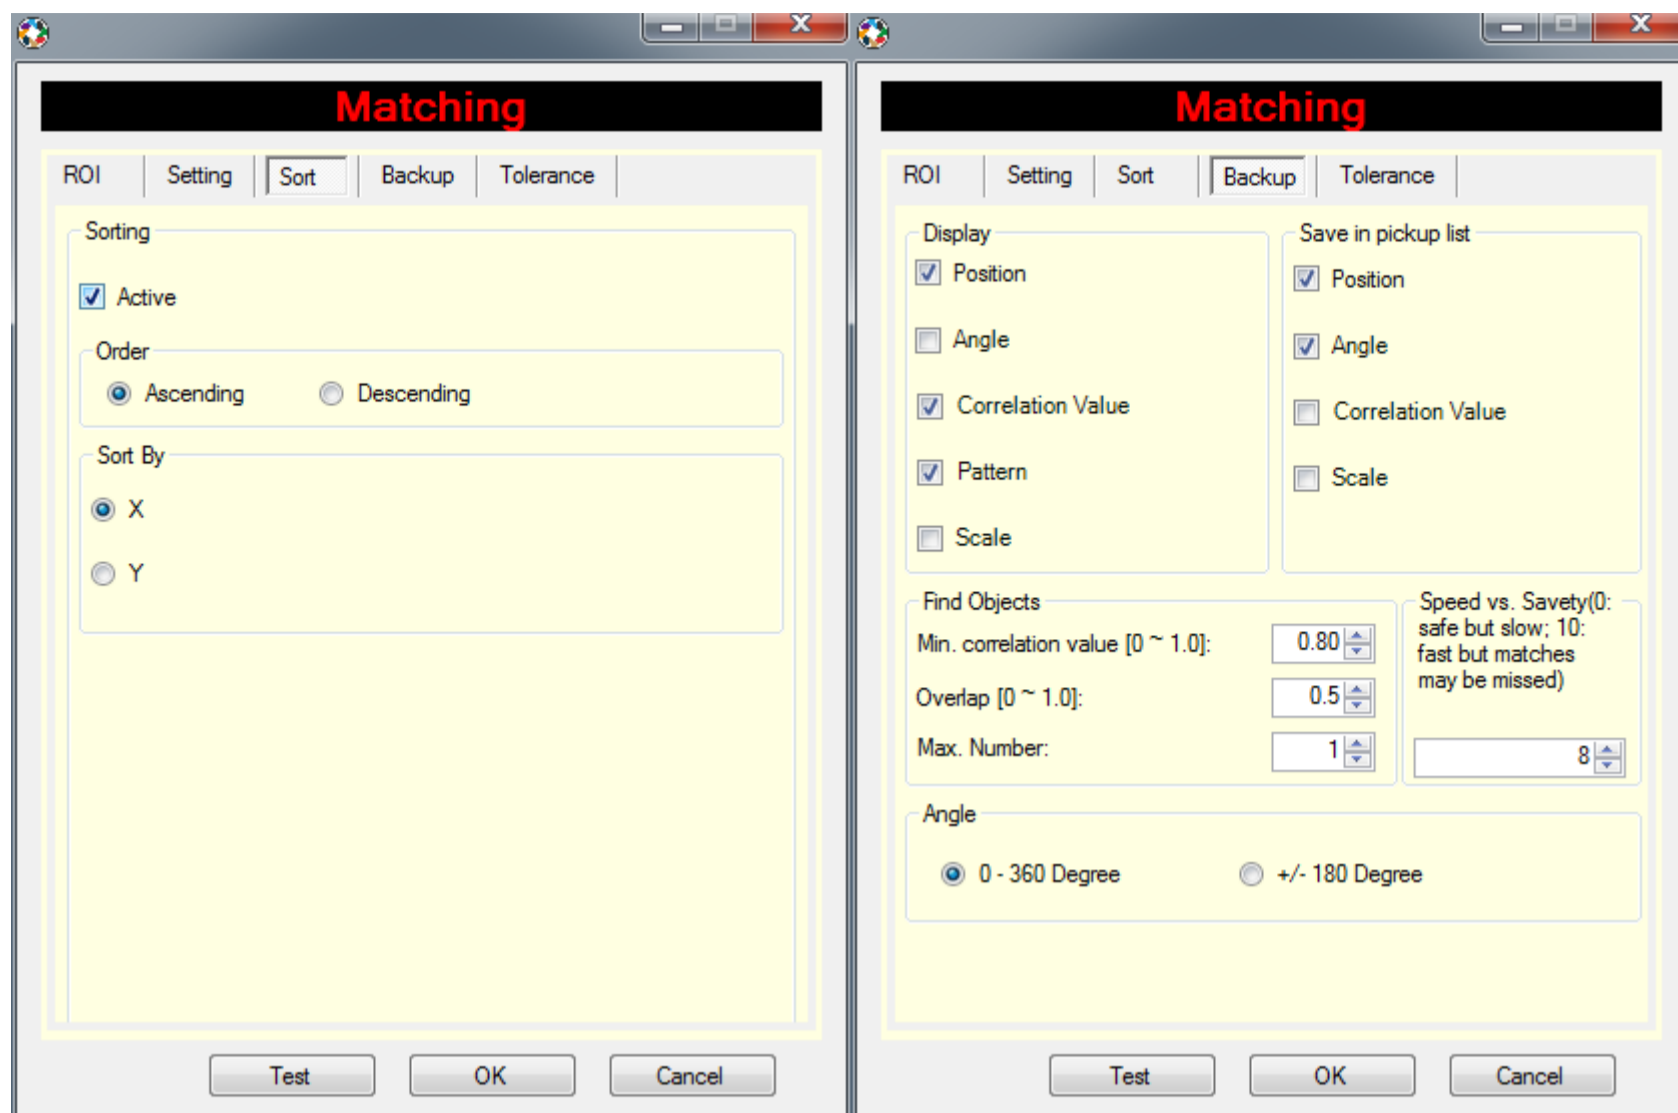 Matching
ROI Setting Sort Backup Tolerance
Sorting
Active
Order
Ascending Descending
Sort By
X
Y
Test OK Cancel
Matching
ROI Setting Sort Backup Tolerance
Display
Position
Angle
Correlation Value
Pattern
Scale
Save in pickup list
Position
Angle
Correlation Value
Scale
Find Objects
Min. correlation value [0 ~ 1.0]: 0.80
Overlap [0 ~ 1.0]: 0.5
Max. Number: 1
Speed vs. Savety(0:
safe but slow; 10:
fast but matches
may be missed)
8
Angle
0 - 360 Degree +/- 180 Degree
Test OK Cancel